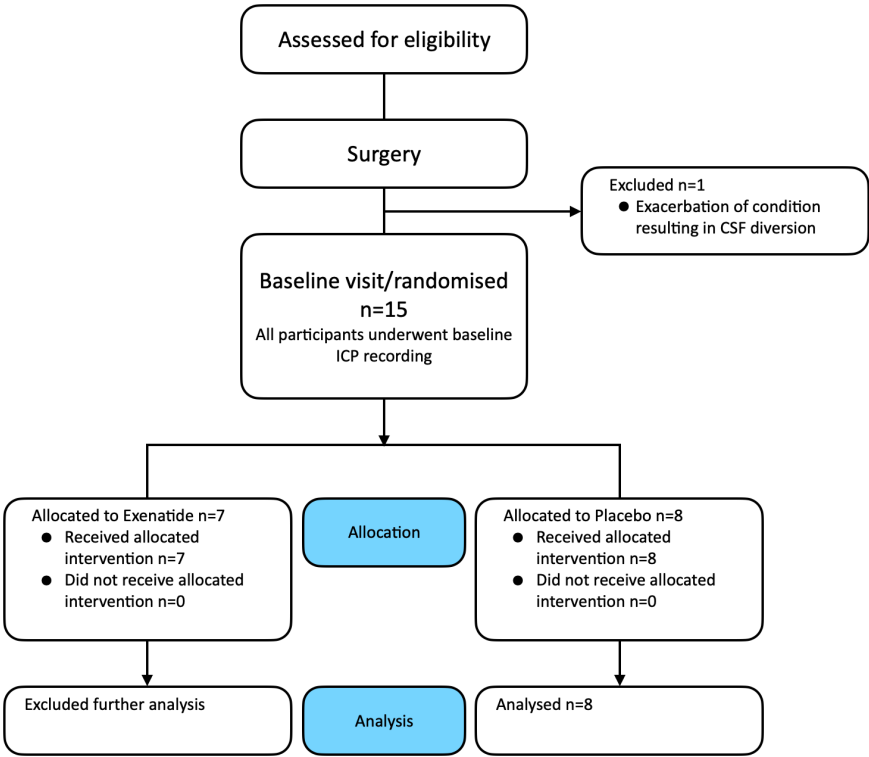 Assessed for eligibility
Surgery
Excluded n=1
● Exacerbation of condition
resulting in CSF diversion
Baseline visit/randomised
n=15
All participants underwent baseline
ICP recording
Allocated to Exenatide n=7
● Received allocated
intervention n=7
● Did not receive allocated
intervention n=0
Allocation
Allocated to Placebo n=8
● Received allocated
intervention n=8
● Did not receive allocated
intervention n=0
Excluded further analysis
Analysis
Analysed n=8